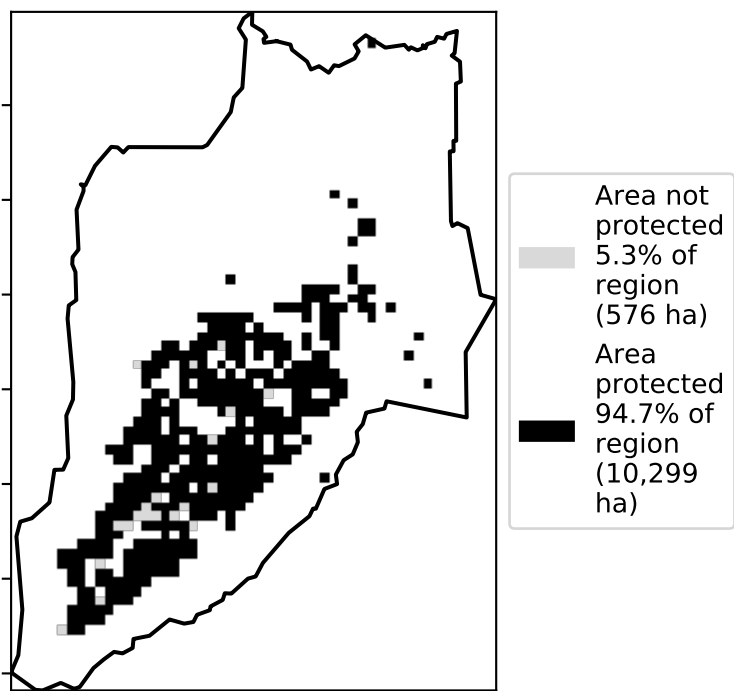 Area not
protected
5.3% of
region
(576 ha)
Area
protected
94.7% of
region
(10,299
ha)